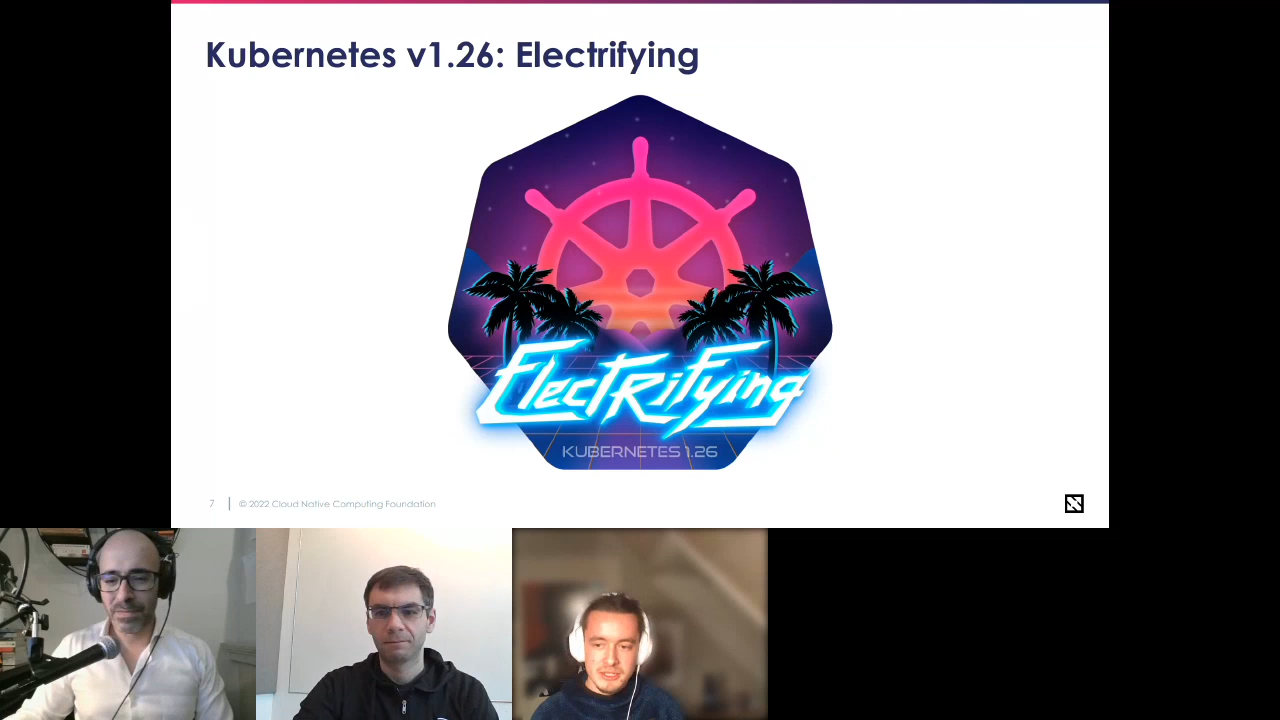 Kubernetes v1.26: Electrifying
Electrifying
KUBERNETES 1.26
7 | © 2022 Cloud Native Computing Foundation